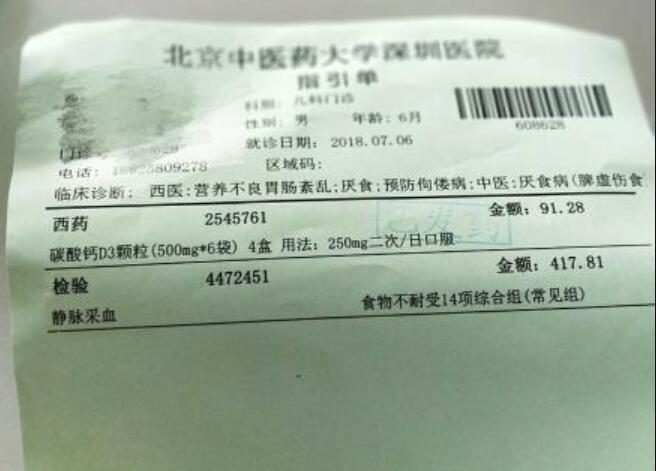 北京中医药大学深圳医院
指引单
科别: 儿科门诊
性别: 男 年龄: 6月
608628
门诊号
就诊日期: 2018.07.06
电话: 区域码:
临床诊断: 西医:营养不良胃肠紊乱;厌食;预防佝偻病;中医:厌食病(脾虚伤食
西药 2545761 金额: 91.28
已发药
碳酸钙D3颗粒(500mg*6袋) 4盒 用法: 250mg二次/日口服
检验 4472451 金额: 417.81
静脉采血 食物不耐受14项综合组(常见组)